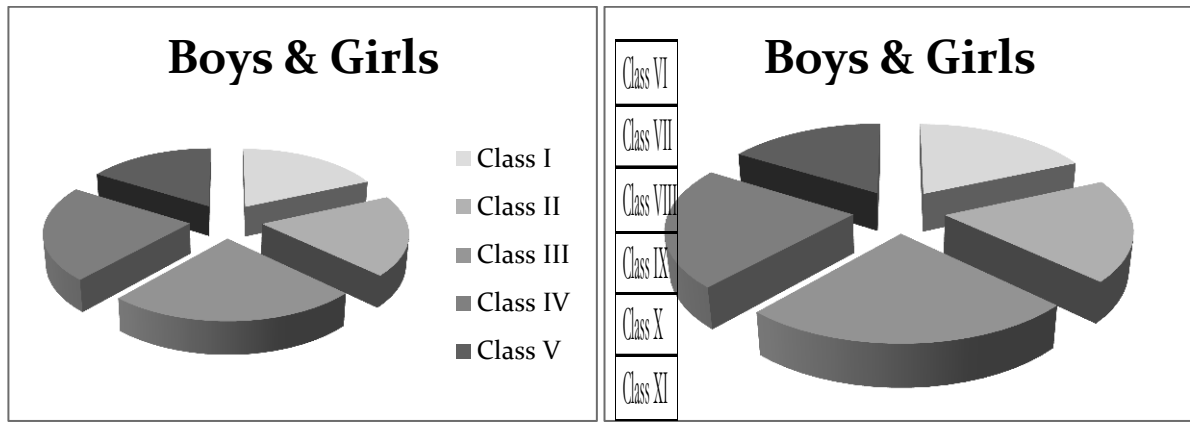 Boys & Girls
Class I
Class II
Class III
Class IV
Class V
Boys & Girls
Class VI
Class VII
Class VIII
Class IX
Class X
Class XI